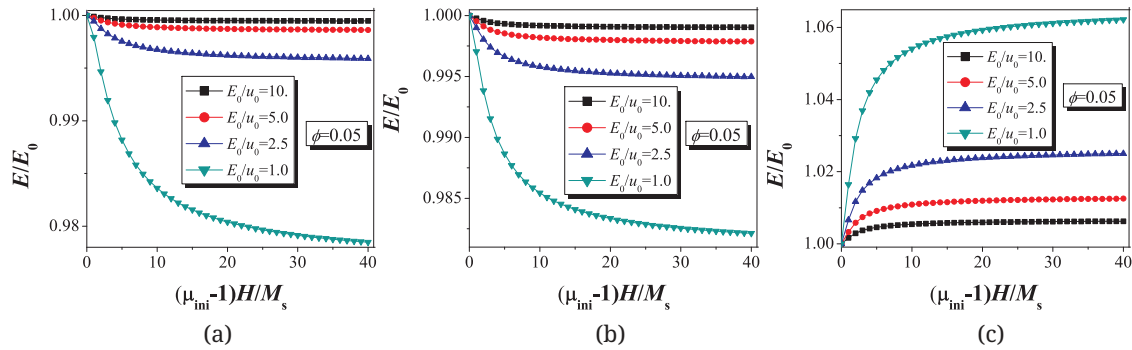 1.000
0.99
0.98
E/E₀
E₀/u₀=10.
E₀/u₀=5.0
E₀/u₀=2.5
E₀/u₀=1.0
ϕ=0.05
0 10 20 30 40
(μini-1)H/Ms
(a)
1.000
0.995
0.990
0.985
E/E₀
E₀/u₀=10.
E₀/u₀=5.0
E₀/u₀=2.5
E₀/u₀=1.0
ϕ=0.05
0 10 20 30 40
(μini-1)H/Ms
(b)
1.06
1.04
1.02
1.00
E/E₀
E₀/u₀=10.
E₀/u₀=5.0
E₀/u₀=2.5
E₀/u₀=1.0
ϕ=0.05
0 10 20 30 40
(μini-1)H/Ms
(c)